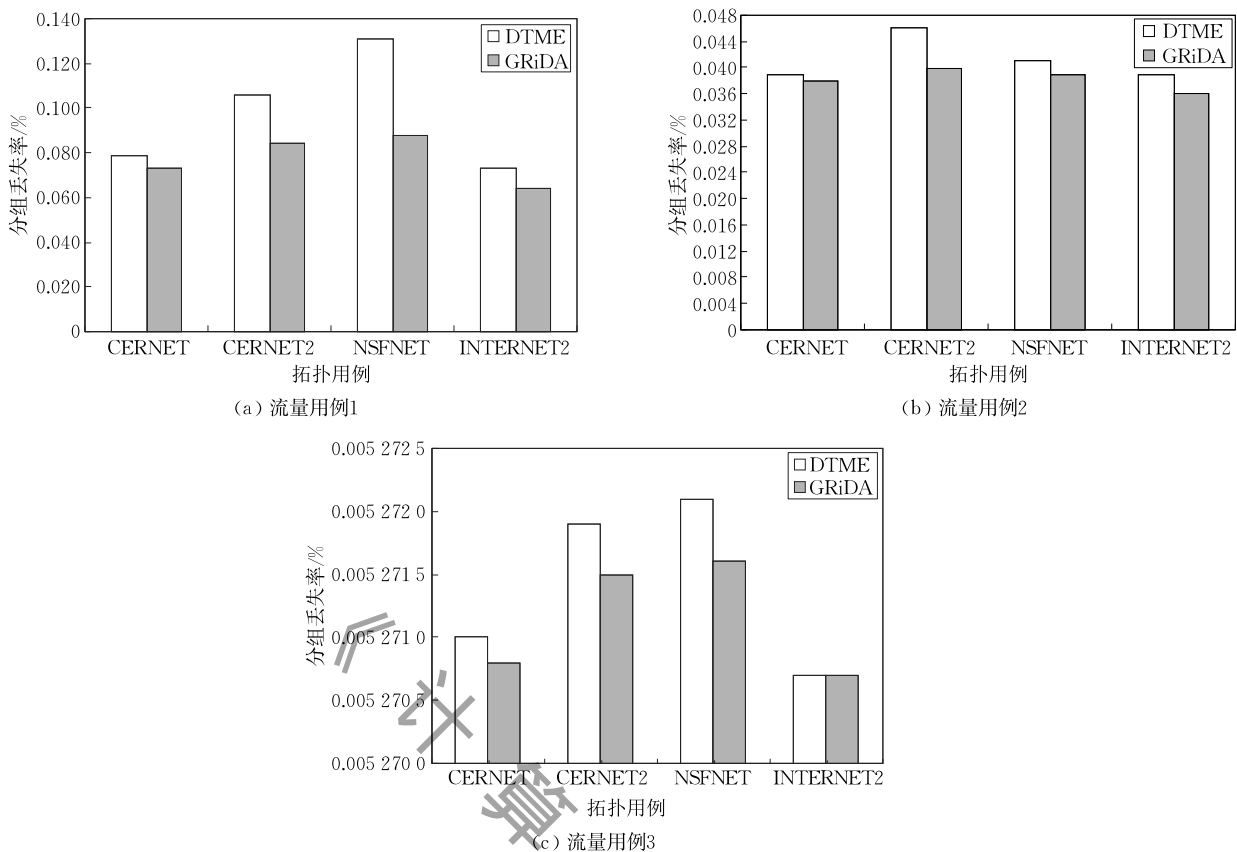 0.140
0.120
0.100
0.080
0.060
0.040
0.020
0
分组丢失率/%
DTME
GRiDA
CERNET CERNET2 NSFNET INTERNET2
拓扑用例
(a) 流量用例1
0.048
0.044
0.040
0.036
0.032
0.028
0.024
0.020
0.016
0.012
0.008
0.004
0
分组丢失率/%
DTME
GRiDA
CERNET CERNET2 NSFNET INTERNET2
拓扑用例
(b) 流量用例2
0.005 272 5
0.005 272 0
0.005 271 5
0.005 271 0
0.005 270 5
0.005 270 0
分组丢失率/%
DTME
GRiDA
CERNET CERNET2 NSFNET INTERNET2
拓扑用例
(c) 流量用例3
《计算